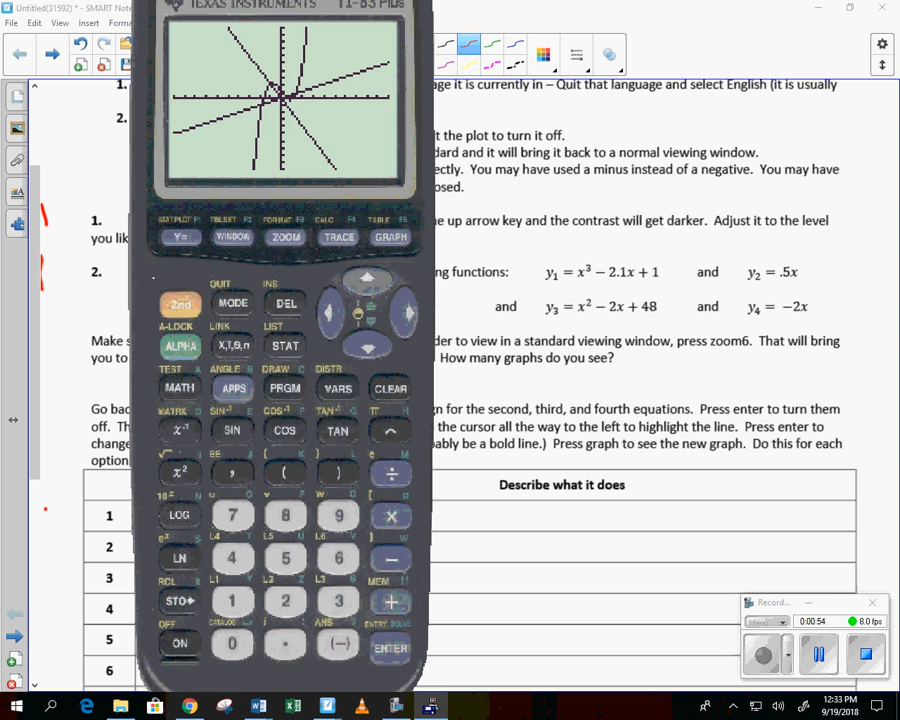 Untitled(31592) - SMART Note
File Edit View Insert Forma
TEXAS INSTRUMENTS TI-83 Plus
1. age it is currently in – Quit that language and select English (it is usually
2.
lt the plot to turn it off.
dard and it will bring it back to a normal viewing window.
ectly. You may have used a minus instead of a negative. You may have
osed.
1. e up arrow key and the contrast will get darker. Adjust it to the level
you lik
2. ng functions: y₁ = x³ − 2.1x + 1 and y₂ = .5x
and y₃ = x² − 2x + 48 and y₄ = −2x
Make s der to view in a standard viewing window, press zoom6. That will bring
you to How many graphs do you see?
Go bac gn for the second, third, and fourth equations. Press enter to turn them
off. Th the cursor all the way to the left to highlight the line. Press enter to
change bably be a bold line.) Press graph to see the new graph. Do this for each
option
Describe what it does
1
2
3
4
5
6
STAT PLOT F1 TBLSET F2 FORMAT F3 CALC F4 TABLE F5
Y= WINDOW ZOOM TRACE GRAPH
QUIT INS
2nd MODE DEL
A-LOCK LINK LIST
ALPHA X,T,θ,n STAT
TEST A ANGLE B DRAW C DISTR
MATH APPS PRGM VARS CLEAR
MATRX D SIN⁻¹ E COS⁻¹ F TAN⁻¹ G π H
x⁻¹ SIN COS TAN ^
√ I EE J { K } L e M
x² , ( ) ÷
10ˣ N u O v P w Q [ R
LOG 7 8 9 ×
eˣ S L4 T L5 U L6 V ] W
LN 4 5 6 −
RCL X L1 Y L2 Z L3 θ MEM "
STO▸ 1 2 3 +
OFF CATALOG ANS ? ENTRY SOLVE
ON 0 . (−) ENTER
Record...
Menu 0:00:54 8.0 fps
12:33 PM
9/19/2018